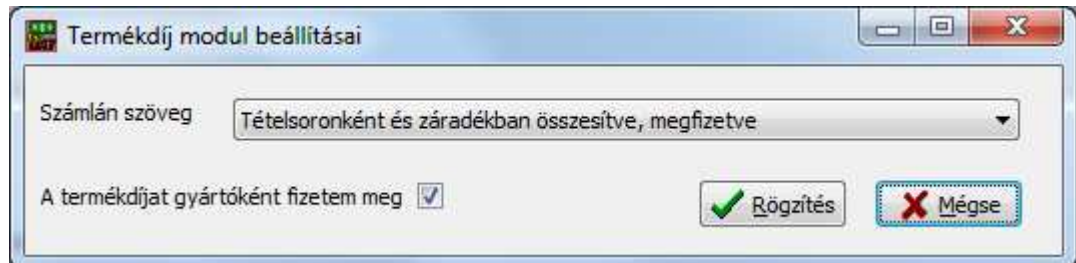 Termékdíj modul beállításai
Számlán szöveg
Tételsoronként és záradékban összesítve, megfizetve
A termékdíjat gyártóként fizetem meg
Rögzítés
Mégse